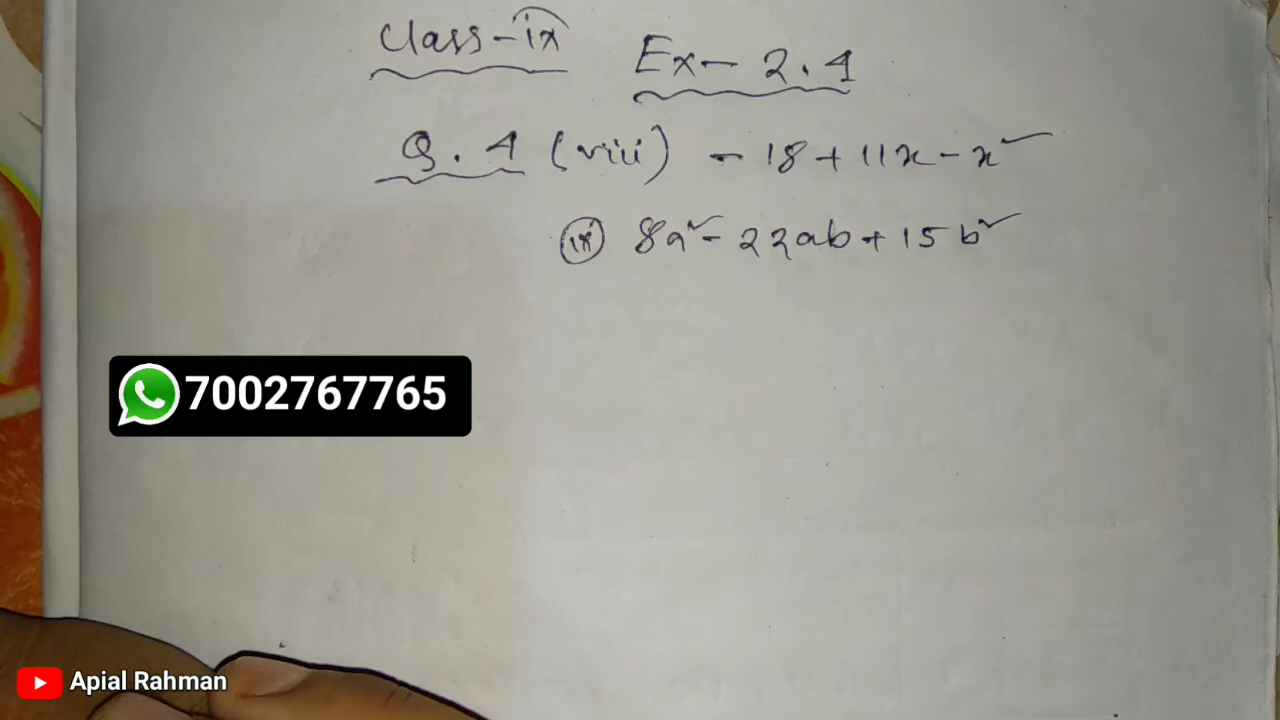 Class-ix Ex-2.4
Q.4 (viii) -18+11x-x²
(ix) 8a²-22ab+15b²
7002767765
Apial Rahman